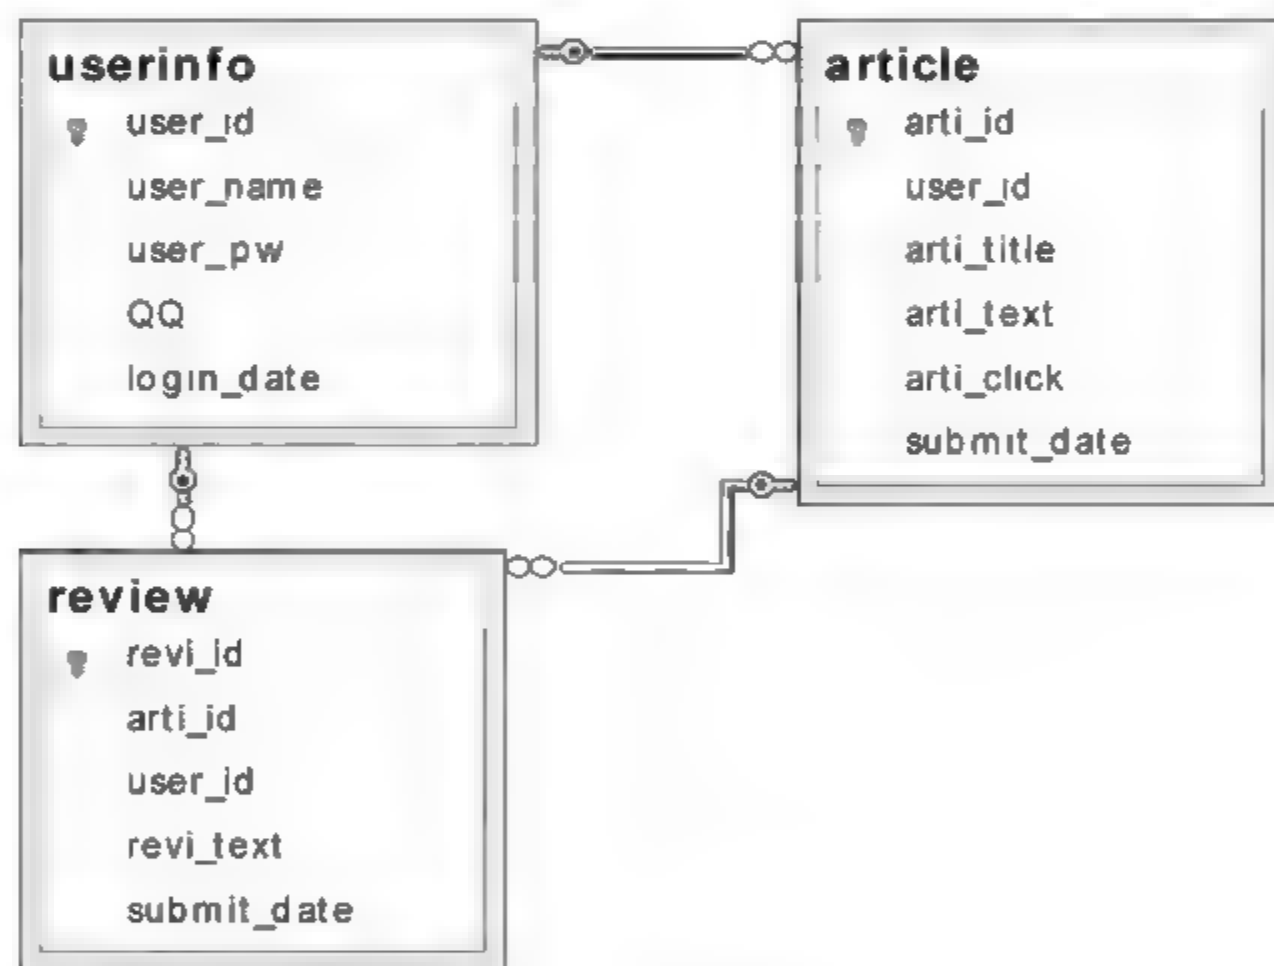 userinfo
user_id
user_name
user_pw
QQ
login_date
article
arti_id
user_id
arti_title
arti_text
arti_click
submit_date
review
revi_id
arti_id
user_id
revi_text
submit_date